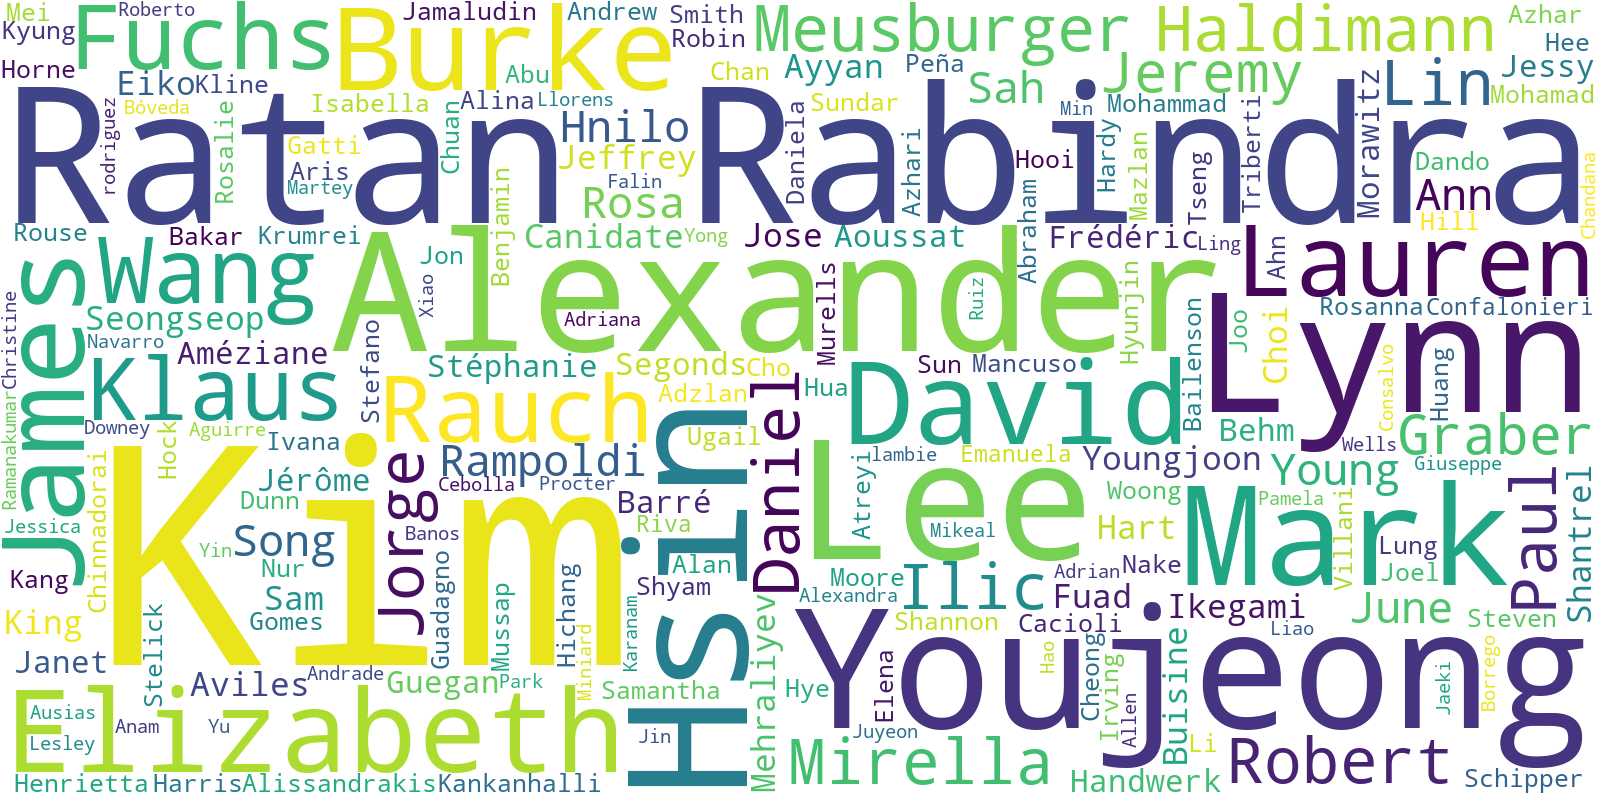 Mei
Roberto
Jamaludin
Andrew
Smith
Meusburger
Haldimann
Azhar
Kyung
Fuchs
Burke
Robin
Hee
Horne
Eiko
Kline
Abu
Chan
Ayyan
Peña
Sah
Jeremy
Lin
Jessy
Bóveda
Isabella
Alina
Llorens
Sundar
Min
Mohammad
Mohamad
rodriguez
Rosalie
Ratan
Chuan
Hnilo
Rabindra
Daniela
Azhari
Hardy
Triberti
Morawitz
Gatti
Aris
Martey
Jeffrey
Falin
Rosa
Hooi
Mazlan
Tseng
Dando
Ann
Hill
Chandana
Rouse
Bakar
Krumrei
Jon
Benjamin
Canidate
Yong
Jose
Aoussat
Abraham
Frédéric
Ling
Ahn
Lauren
James
Wang
Xiao
Alexander
Adriana
Murells
Ruiz
Hyunjin
Joo
Choi
Rosanna
Confalonieri
Seongseop
Navarro
Christine
Améziane
Stefano
Stéphanie
Segonds
Cho
Sun
Mancuso
Bailenson
Lynn
Huang
Consalvo
Klaus
Rauch
Adzlan
Daniel
Hua
David
Ramanakumar
Downey
Aguirre
Ivana
Ugail
Behm
Wells
Graber
Hock
Jérôme
Rampoldi
Cebolla
Procter
lambie
Emanuela
Youngjoon
Young
Giuseppe
Jessica
Chinnadorai
Dunn
Kim
Jorge
Barré
Hsin
Atreyi
Lee
Mikeal
Woong
Pamela
Mark
Paul
Shantrel
Yin
Song
Banos
Riva
Hart
Villani
Lung
Kang
Nur
Alan
Moore
Adrian
Nake
Joel
King
Sam
Gomes
Guadagno
Mussap
Hichang
Shyam
Alexandra
Ilic
Fuad
Ikegami
June
Steven
Janet
Stelick
Karanam
Miniard
Shannon
Cacioli
Liao
Aviles
Andrade
Guegan
Park
Samantha
Hye
Elena
Youjeong
Hao
Cheong
Irving
Allen
Buisine
Jaeki
Borrego
Ausias
Anam
Yu
Elizabeth
Jin
Mehraliyev
Juyeon
Li
Lesley
Mirella
Robert
Henrietta
Harris
Alissandrakis
Kankanhalli
Handwerk
Schipper